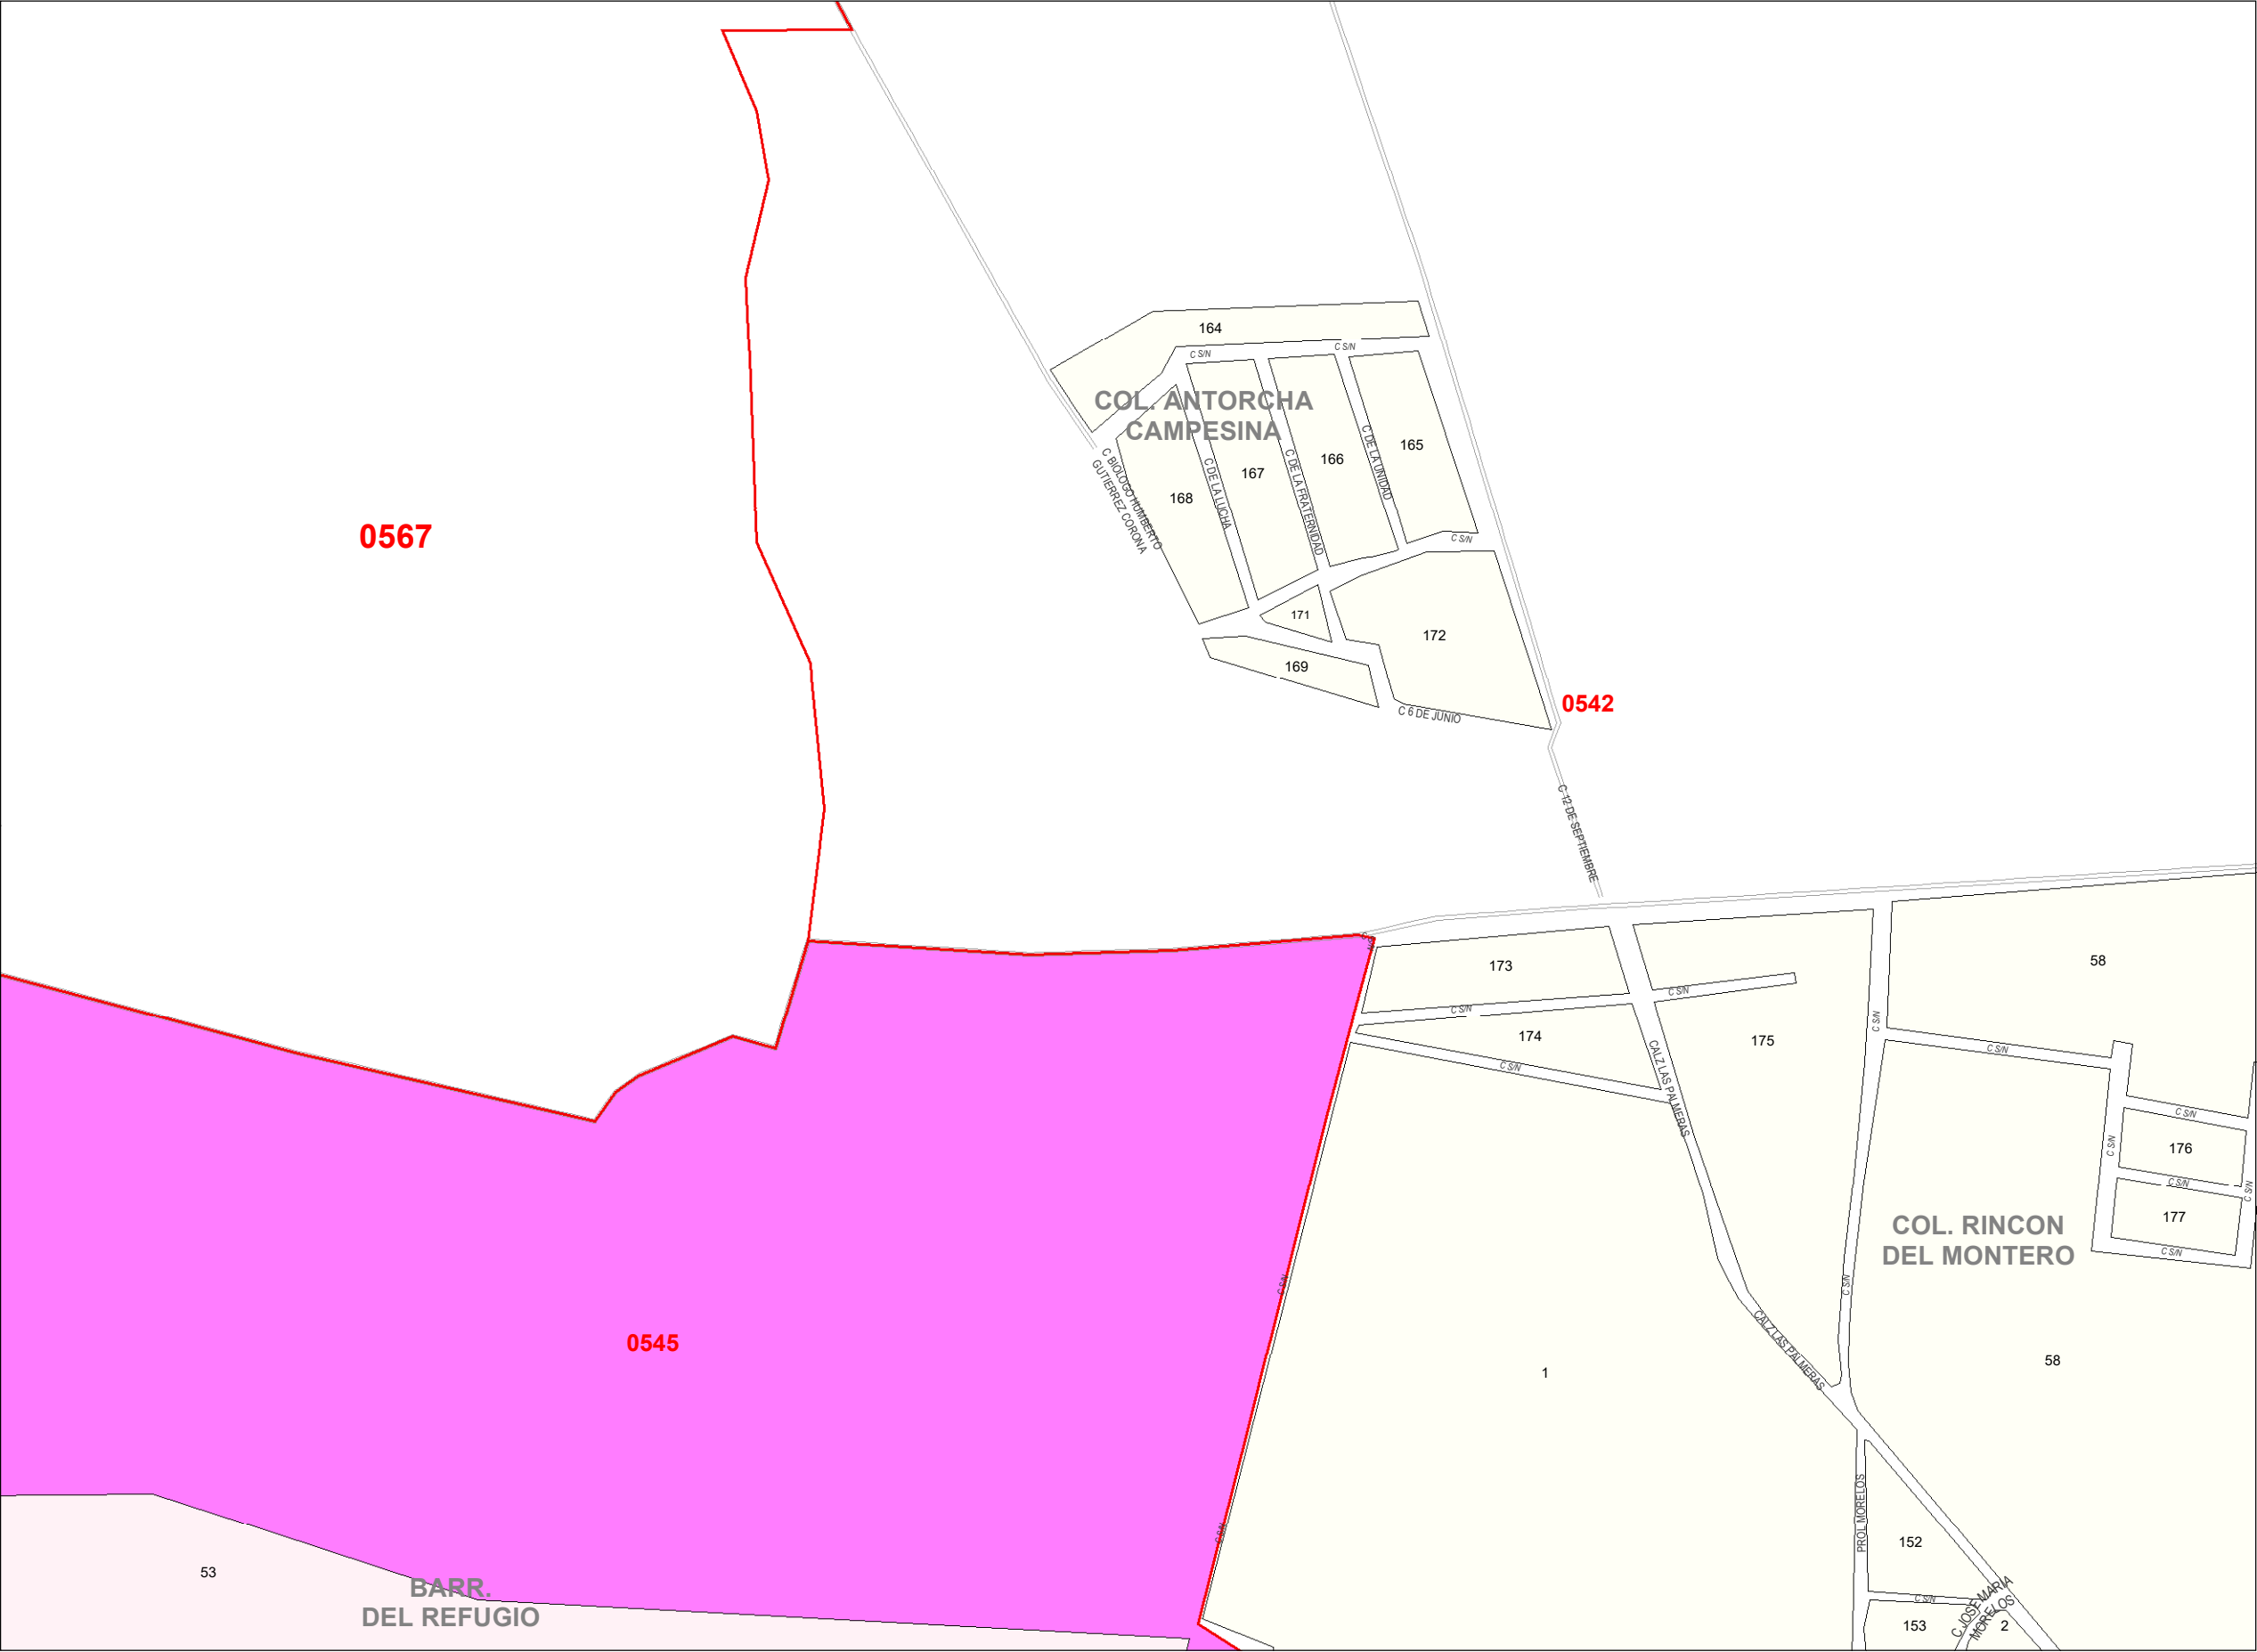 164
C S/N
C S/N
COL. ANTORCHA
CAMPESINA
165
166
167
168
C DE LA UNIDAD
C DE LA FRATERNIDAD
C DE LA LUCHA
C BIOLOGO HUMBERTO
GUTIERREZ CORONA
0567
C S/N
171
172
169
0542
C 6 DE JUNIO
C 12 DE SEPTIEMBRE
C S/N
173
58
C S/N
C S/N
C S/N
174
175
C S/N
C S/N
CALZ LAS PALMERAS
C S/N
176
C S/N
C S/N
C S/N
177
C S/N
COL. RINCON
DEL MONTERO
C S/N
C S/N
0545
CALZ LAS PALMERAS
58
1
PROL MORELOS
C S/N
152
53
BARR.
DEL REFUGIO
C S/N
C JOSE MARIA
MORELOS
153
2